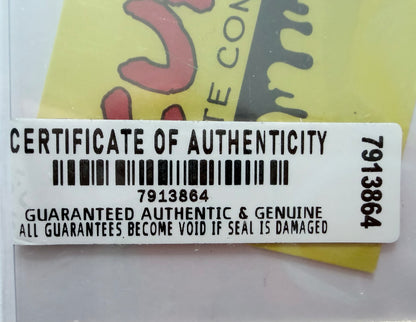 CERTIFICATE OF AUTHENTICITY
7913864
GUARANTEED AUTHENTIC & GENUINE
ALL GUARANTEES BECOME VOID IF SEAL IS DAMAGED
7913864